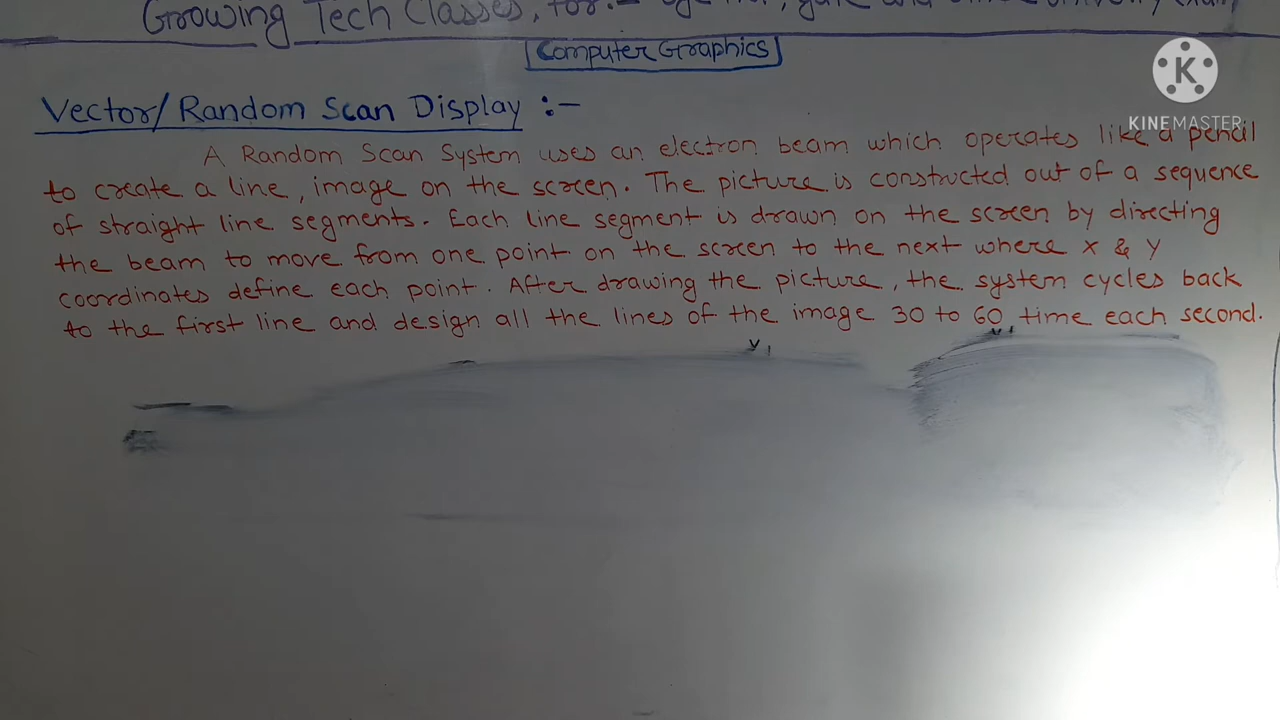 Growing Tech Classes, for:- and
Computer Graphics
K
KINEMASTER
Vector/Random Scan Display :-
A Random Scan System uses an electron beam which operates like a pencil
to create a line, image on the screen. The picture is constructed out of a sequence
of straight line segments. Each line segment is drawn on the screen by directing
the beam to move from one point on the screen to the next where x & y
coordinates define each point. After drawing the picture, the system cycles back
to the first line and design all the lines of the image 30 to 60 time each second.